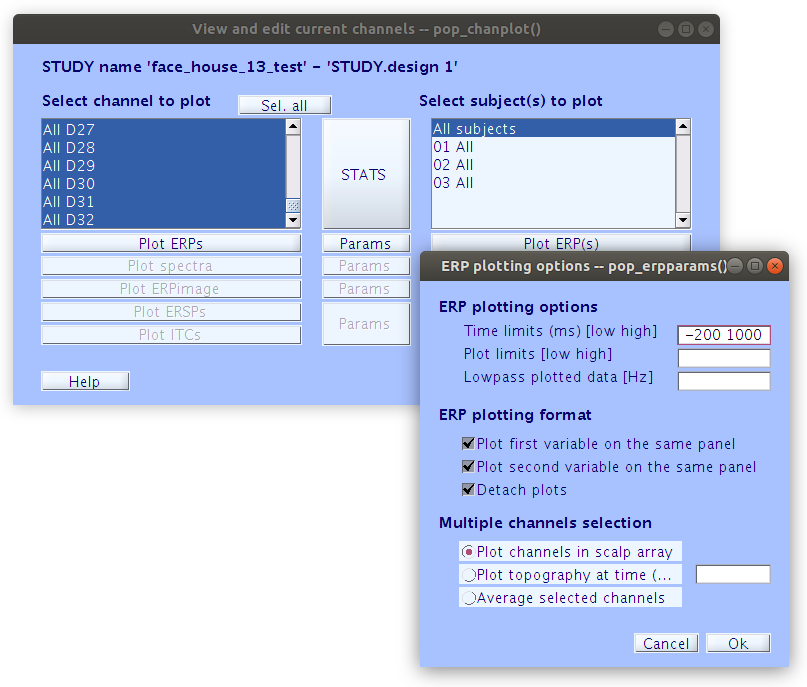 View and edit current channels -- pop_chanplot()
STUDY name 'face_house_13_test' - 'STUDY.design 1'
Select channel to plot
Sel. all
Select subject(s) to plot
All D27
All D28
All D29
All D30
All D31
All D32
STATS
All subjects
01 All
02 All
03 All
Plot ERPs
Params
Plot ERP(s)
Plot spectra
Params
Plot ERPimage
Params
Plot ERSPs
Params
Plot ITCs
Help
ERP plotting options -- pop_erpparams()
ERP plotting options
Time limits (ms) [low high]
-200 1000
Plot limits [low high]
Lowpass plotted data [Hz]
ERP plotting format
Plot first variable on the same panel
Plot second variable on the same panel
Detach plots
Multiple channels selection
Plot channels in scalp array
Plot topography at time (...
Average selected channels
Cancel
Ok